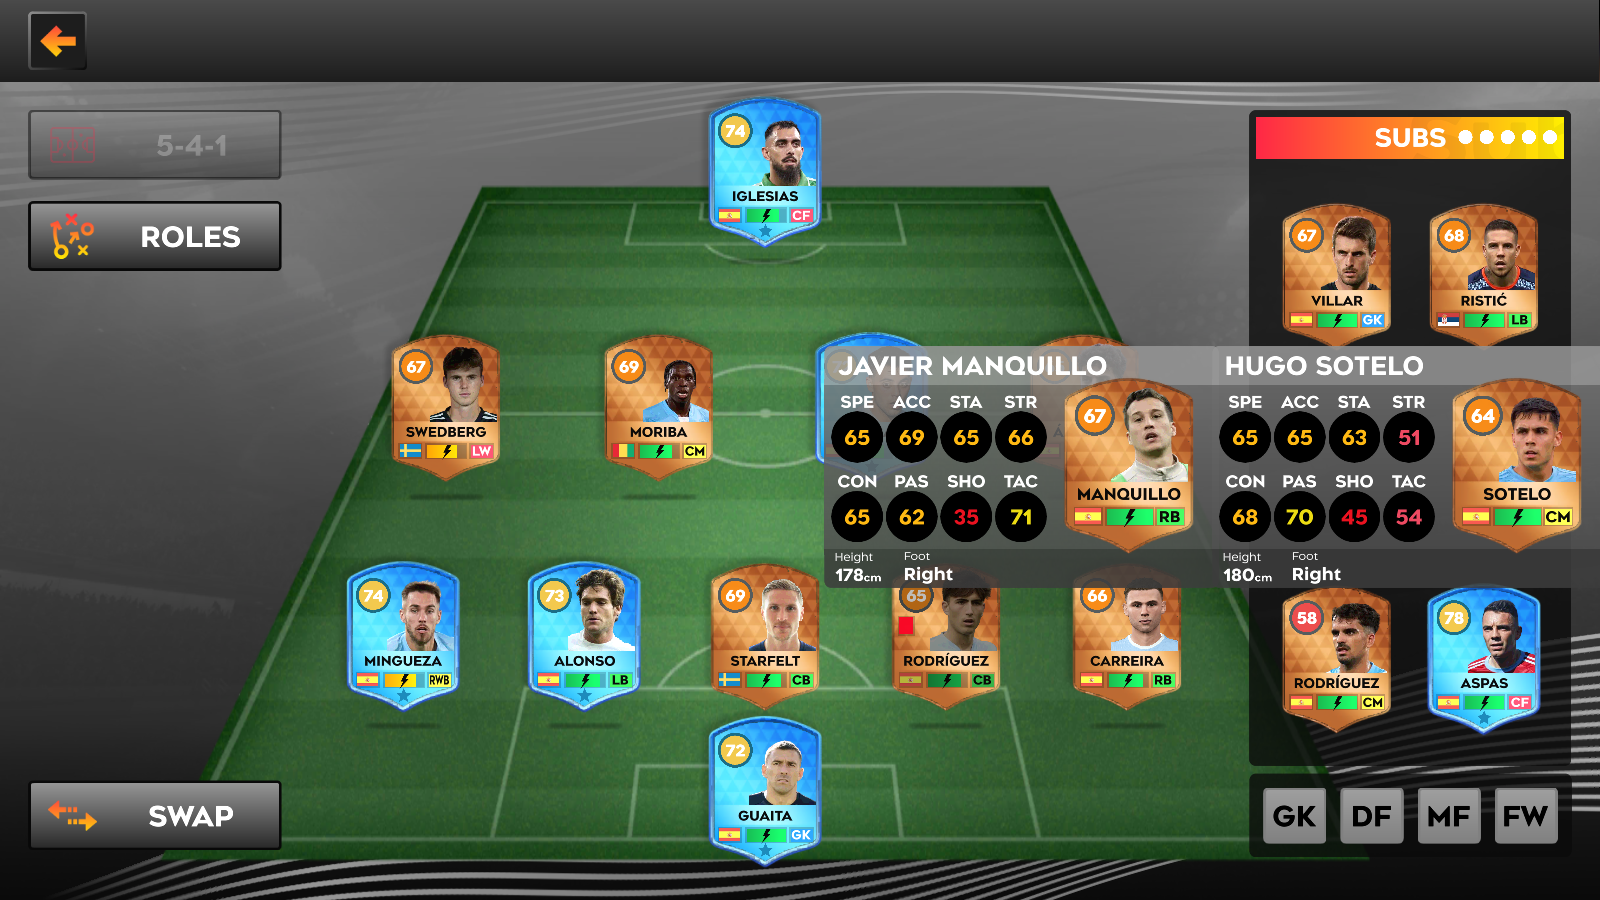 5-4-1
ROLES
SWAP
SUBS
74
IGLESIAS
CF
67
SWEDBERG
LW
69
MORIBA
CM
67
VILLAR
GK
68
RISTIĆ
LB
JAVIER MANQUILLO
SPE ACC STA STR
65 69 65 66
CON PAS SHO TAC
65 62 35 71
Height Foot
178cm Right
67
MANQUILLO
RB
HUGO SOTELO
SPE ACC STA STR
65 65 63 51
CON PAS SHO TAC
68 70 45 54
Height Foot
180cm Right
64
SOTELO
CM
74
MINGUEZA
RWB
73
ALONSO
LB
69
STARFELT
CB
65
RODRÍGUEZ
CB
66
CARREIRA
RB
58
RODRÍGUEZ
CM
78
ASPAS
CF
72
GUAITA
GK
GK DF MF FW